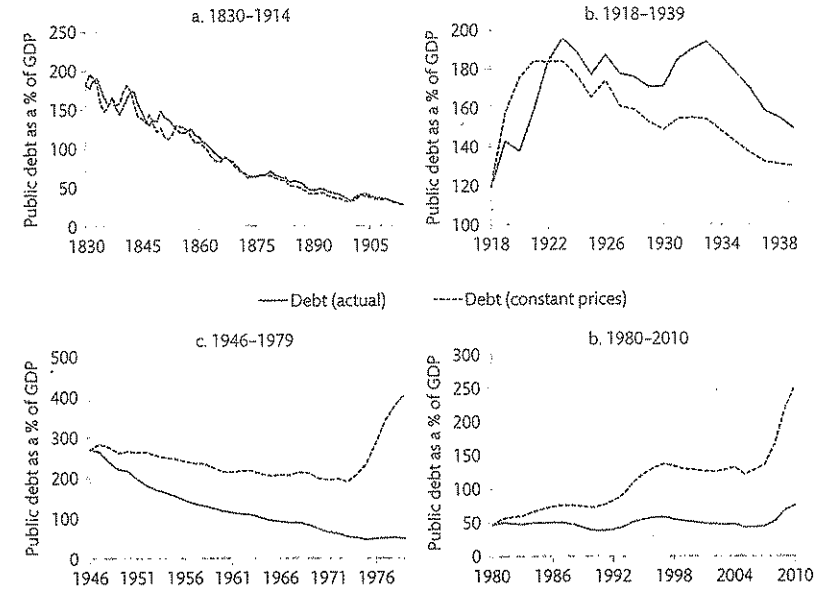 a. 1830–1914
Public debt as a % of GDP
250
200
150
100
50
0
1830 1845 1860 1875 1890 1905
b. 1918–1939
Public debt as a % of GDP
200
180
160
140
120
100
1918 1922 1926 1930 1934 1938
Debt (actual) Debt (constant prices)
c. 1946–1979
Public debt as a % of GDP
500
400
300
200
100
0
1946 1951 1956 1961 1966 1971 1976
b. 1980–2010
Public debt as a % of GDP
300
250
200
150
100
50
0
1980 1986 1992 1998 2004 2010